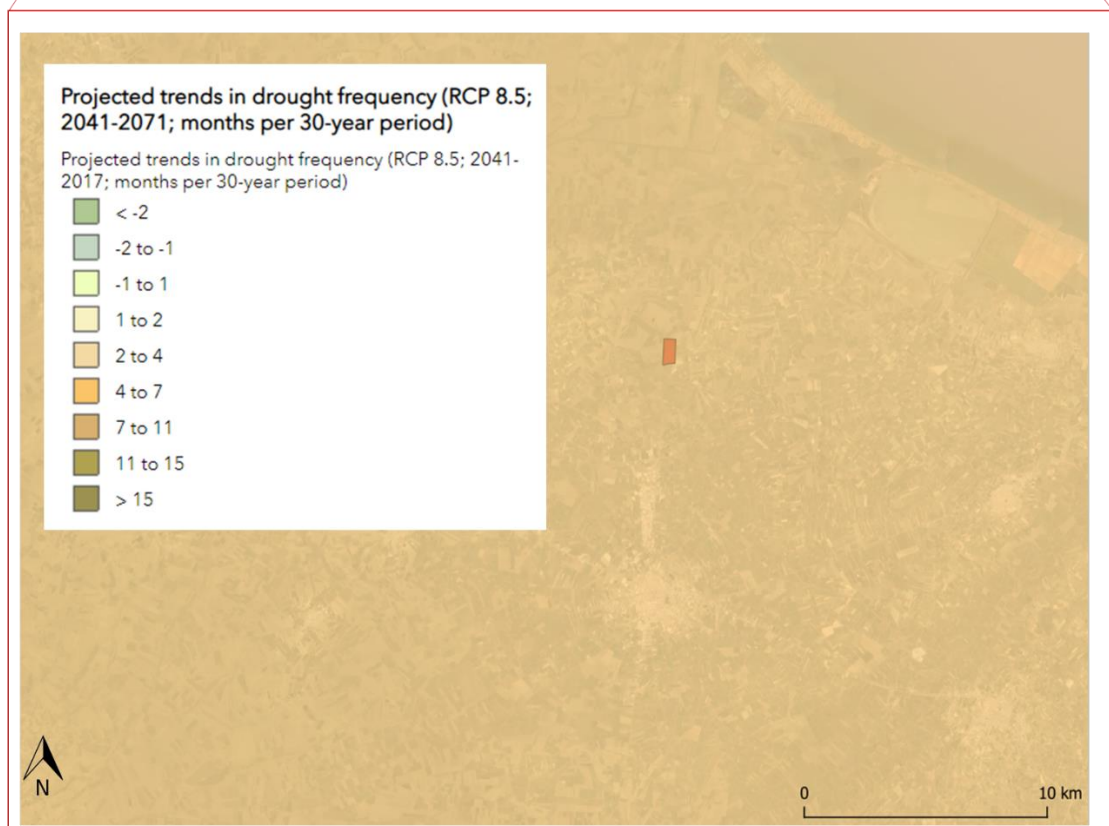 Projected trends in drought frequency (RCP 8.5;
2041-2071; months per 30-year period)
Projected trends in drought frequency (RCP 8.5; 2041-
2017; months per 30-year period)
< -2
-2 to -1
-1 to 1
1 to 2
2 to 4
4 to 7
7 to 11
11 to 15
> 15
N
0 10 km